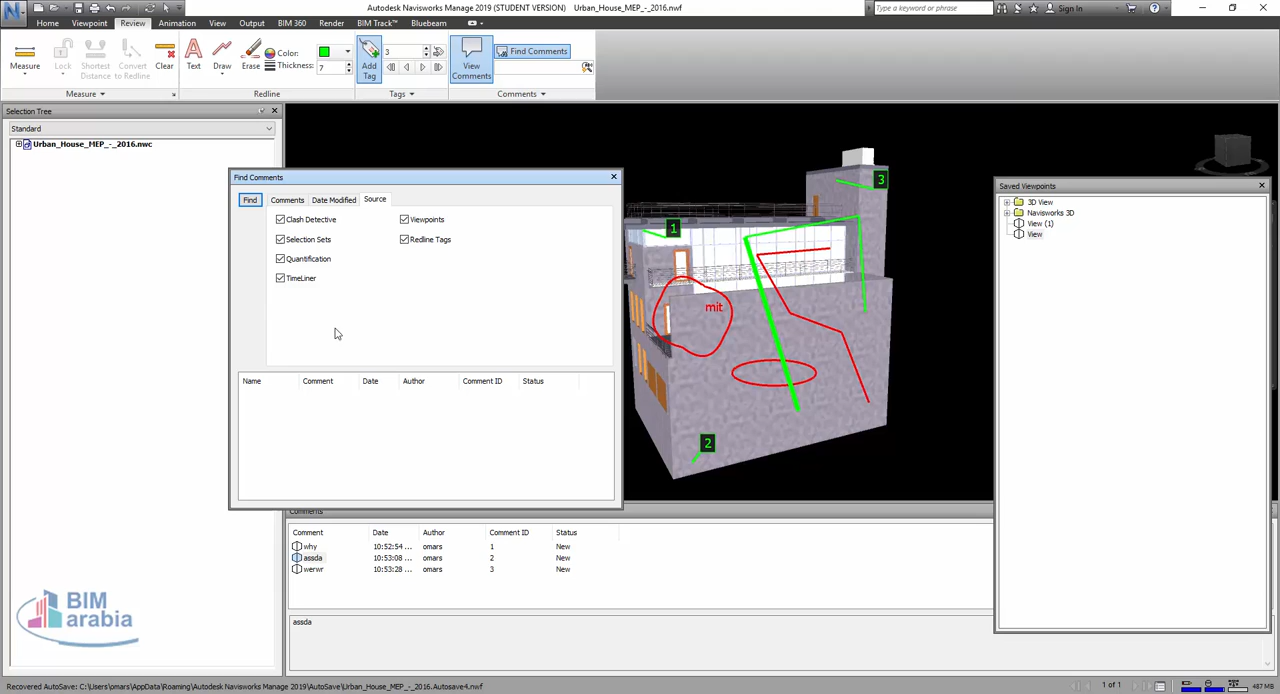 Autodesk Navisworks Manage 2019 (STUDENT VERSION) Urban_House_MEP_-_2016.nwf
Type a keyword or phrase
Sign In
Home Viewpoint Review Animation View Output BIM 360 Render BIM Track™ Bluebeam
Measure
Lock
Shortest Distance
Convert to Redline
Clear
Text
Draw
Erase
Color:
Thickness:
7
Add Tag
3
View Comments
Find Comments
Measure Redline Tags Comments
Selection Tree
Standard
Urban_House_MEP_-_2016.nwc
Find Comments
Find Comments Date Modified Source
Clash Detective Viewpoints
Selection Sets Redline Tags
Quantification
TimeLiner
Name Comment Date Author Comment ID Status
1
3
mit
2
Saved Viewpoints
3D View
Navisworks 3D
View (1)
View
Comments
Comment Date Author Comment ID Status
why 10:52:54 ... omars 1 New
assda 10:53:08 ... omars 2 New
werwr 10:53:28 ... omars 3 New
assda
BIM
arabia
Recovered AutoSave: C:\Users\omars\AppData\Roaming\Autodesk Navisworks Manage 2019\AutoSave\Urban_House_MEP_-_2016.Autosave4.nwf
1 of 1
487 MB